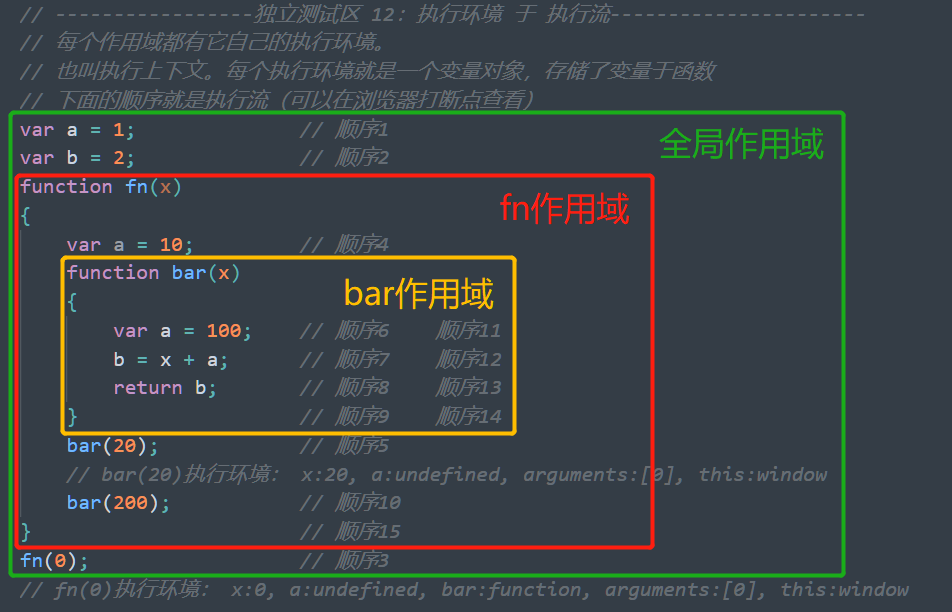 // -----------------独立测试区 12: 执行环境 于 执行流----------------------
// 每个作用域都有它自己的执行环境。
// 也叫执行上下文。每个执行环境就是一个变量对象，存储了变量于函数
// 下面的顺序就是执行流（可以在浏览器打断点查看）
var a = 1; // 顺序1
全局作用域
var b = 2; // 顺序2
function fn(x)
fn作用域
{
var a = 10; // 顺序4
function bar(x)
bar作用域
{
var a = 100; // 顺序6 顺序11
b = x + a; // 顺序7 顺序12
return b; // 顺序8 顺序13
} // 顺序9 顺序14
bar(20); // 顺序5
// bar(20)执行环境: x:20, a:undefined, arguments:[0], this:window
bar(200); // 顺序10
} // 顺序15
fn(0); // 顺序3
// fn(0)执行环境: x:0, a:undefined, bar:function, arguments:[0], this:window